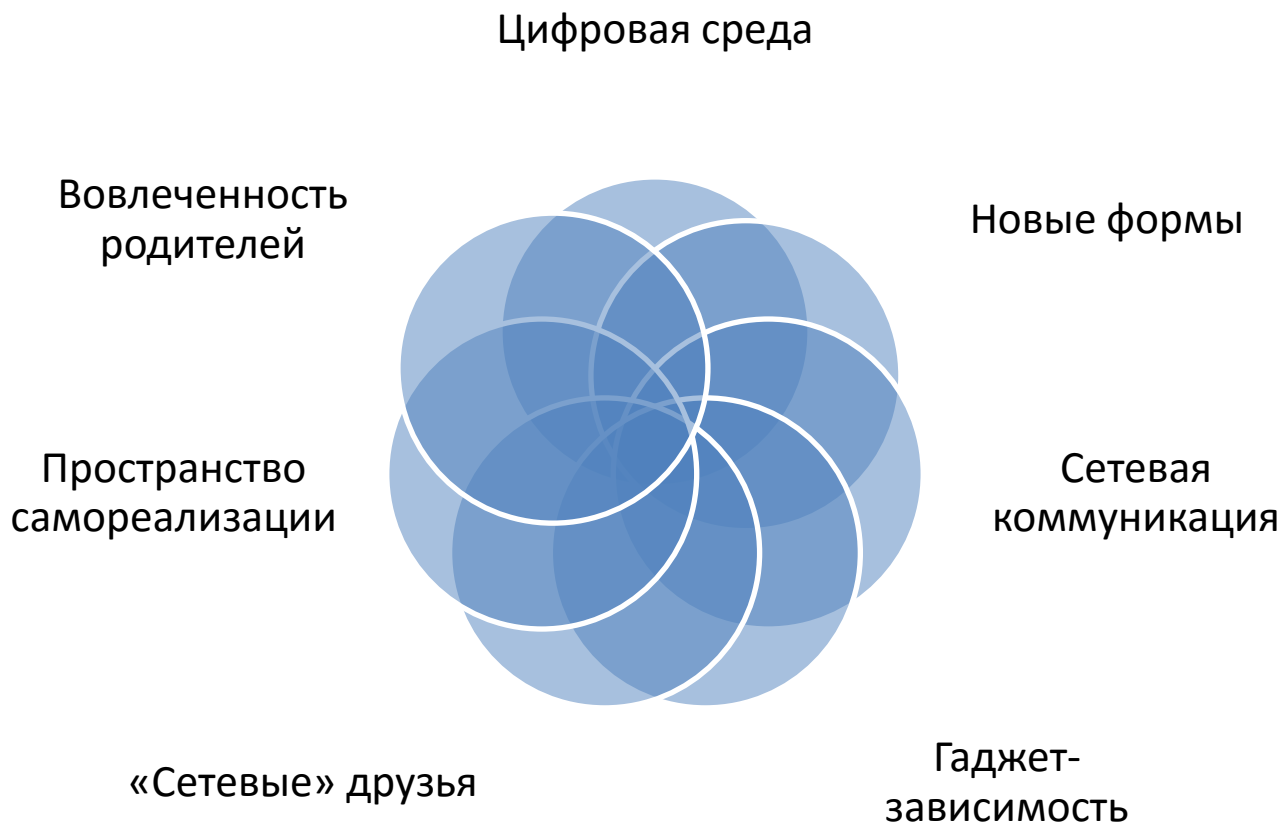 Цифровая среда
Вовлеченность
родителей
Новые формы
Пространство
самореализации
Сетевая
коммуникация
«Сетевые» друзья
Гаджет-
зависимость